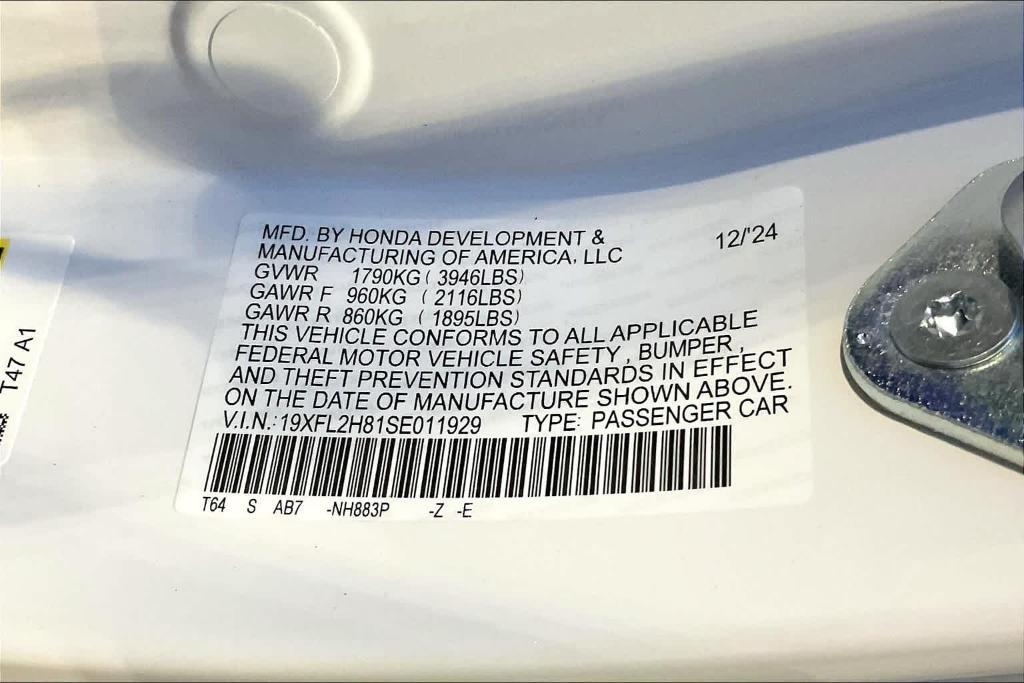 MFD. BY HONDA DEVELOPMENT &
MANUFACTURING OF AMERICA, LLC
12/'24
GVWR 1790KG ( 3946LBS)
GAWR F 960KG ( 2116LBS)
GAWR R 860KG ( 1895LBS)
THIS VEHICLE CONFORMS TO ALL APPLICABLE
FEDERAL MOTOR VEHICLE SAFETY, BUMPER,
AND THEFT PREVENTION STANDARDS IN EFFECT
ON THE DATE OF MANUFACTURE SHOWN ABOVE.
V.I.N.: 19XFL2H81SE011929 TYPE: PASSENGER CAR
T64 S AB7 -NH883P -Z -E
T47 A1